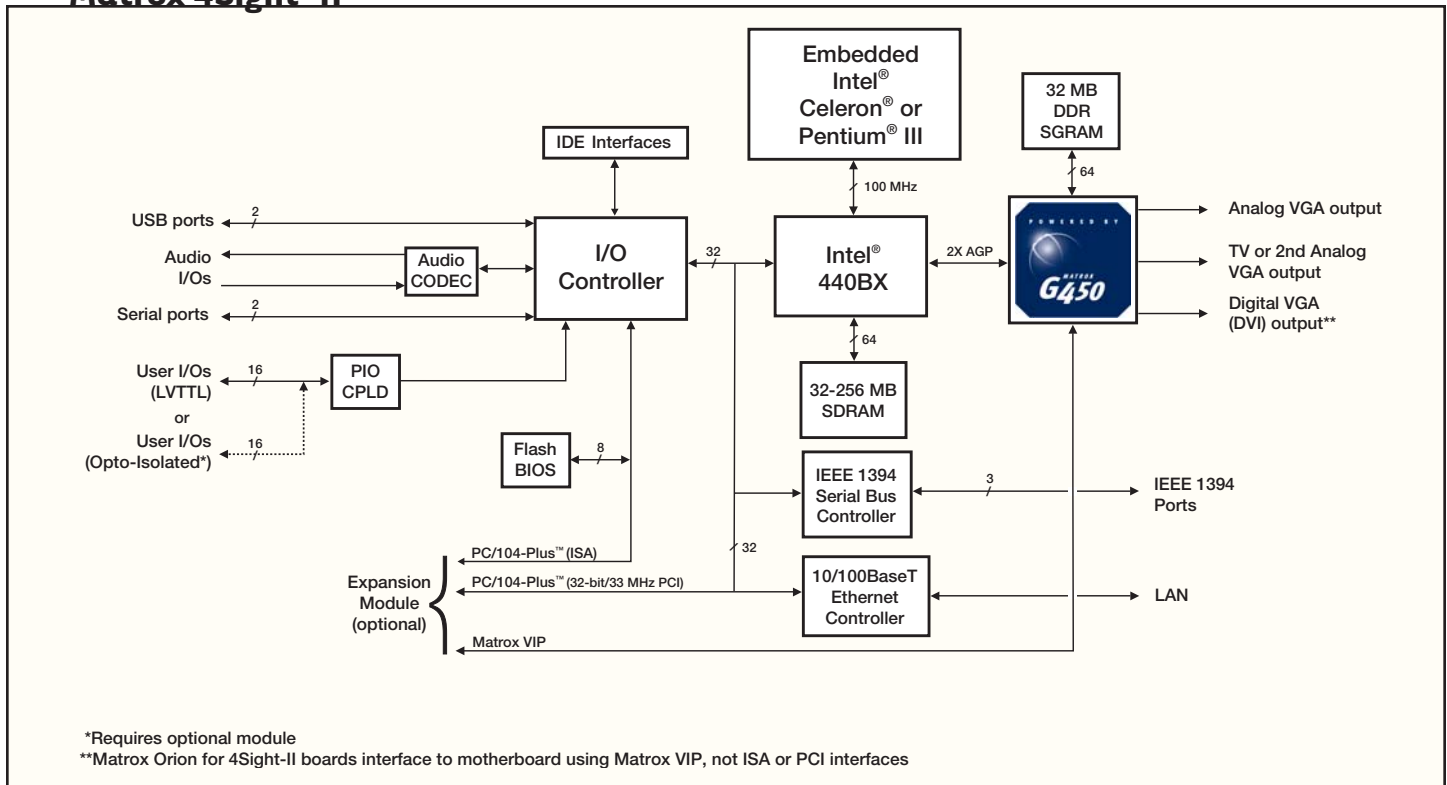 Matrox 4Sight-II
Embedded
Intel®
Celeron® or
Pentium® III
32 MB
DDR
SGRAM
IDE Interfaces
100 MHz
64
USB ports
2
Audio
I/Os
Audio
CODEC
Serial ports
2
I/O
Controller
32
Intel®
440BX
2X AGP
POWERED BY
MATROX
G450
Analog VGA output
TV or 2nd Analog
VGA output
Digital VGA
(DVI) output**
User I/Os
(LVTTL)
or
User I/Os
(Opto-Isolated*)
16
16
PIO
CPLD
64
32-256 MB
SDRAM
Flash
BIOS
8
IEEE 1394
Serial Bus
Controller
3
IEEE 1394
Ports
32
Expansion
Module
(optional)
PC/104-Plus™ (ISA)
PC/104-Plus™ (32-bit/33 MHz PCI)
Matrox VIP
10/100BaseT
Ethernet
Controller
LAN
*Requires optional module
**Matrox Orion for 4Sight-II boards interface to motherboard using Matrox VIP, not ISA or PCI interfaces